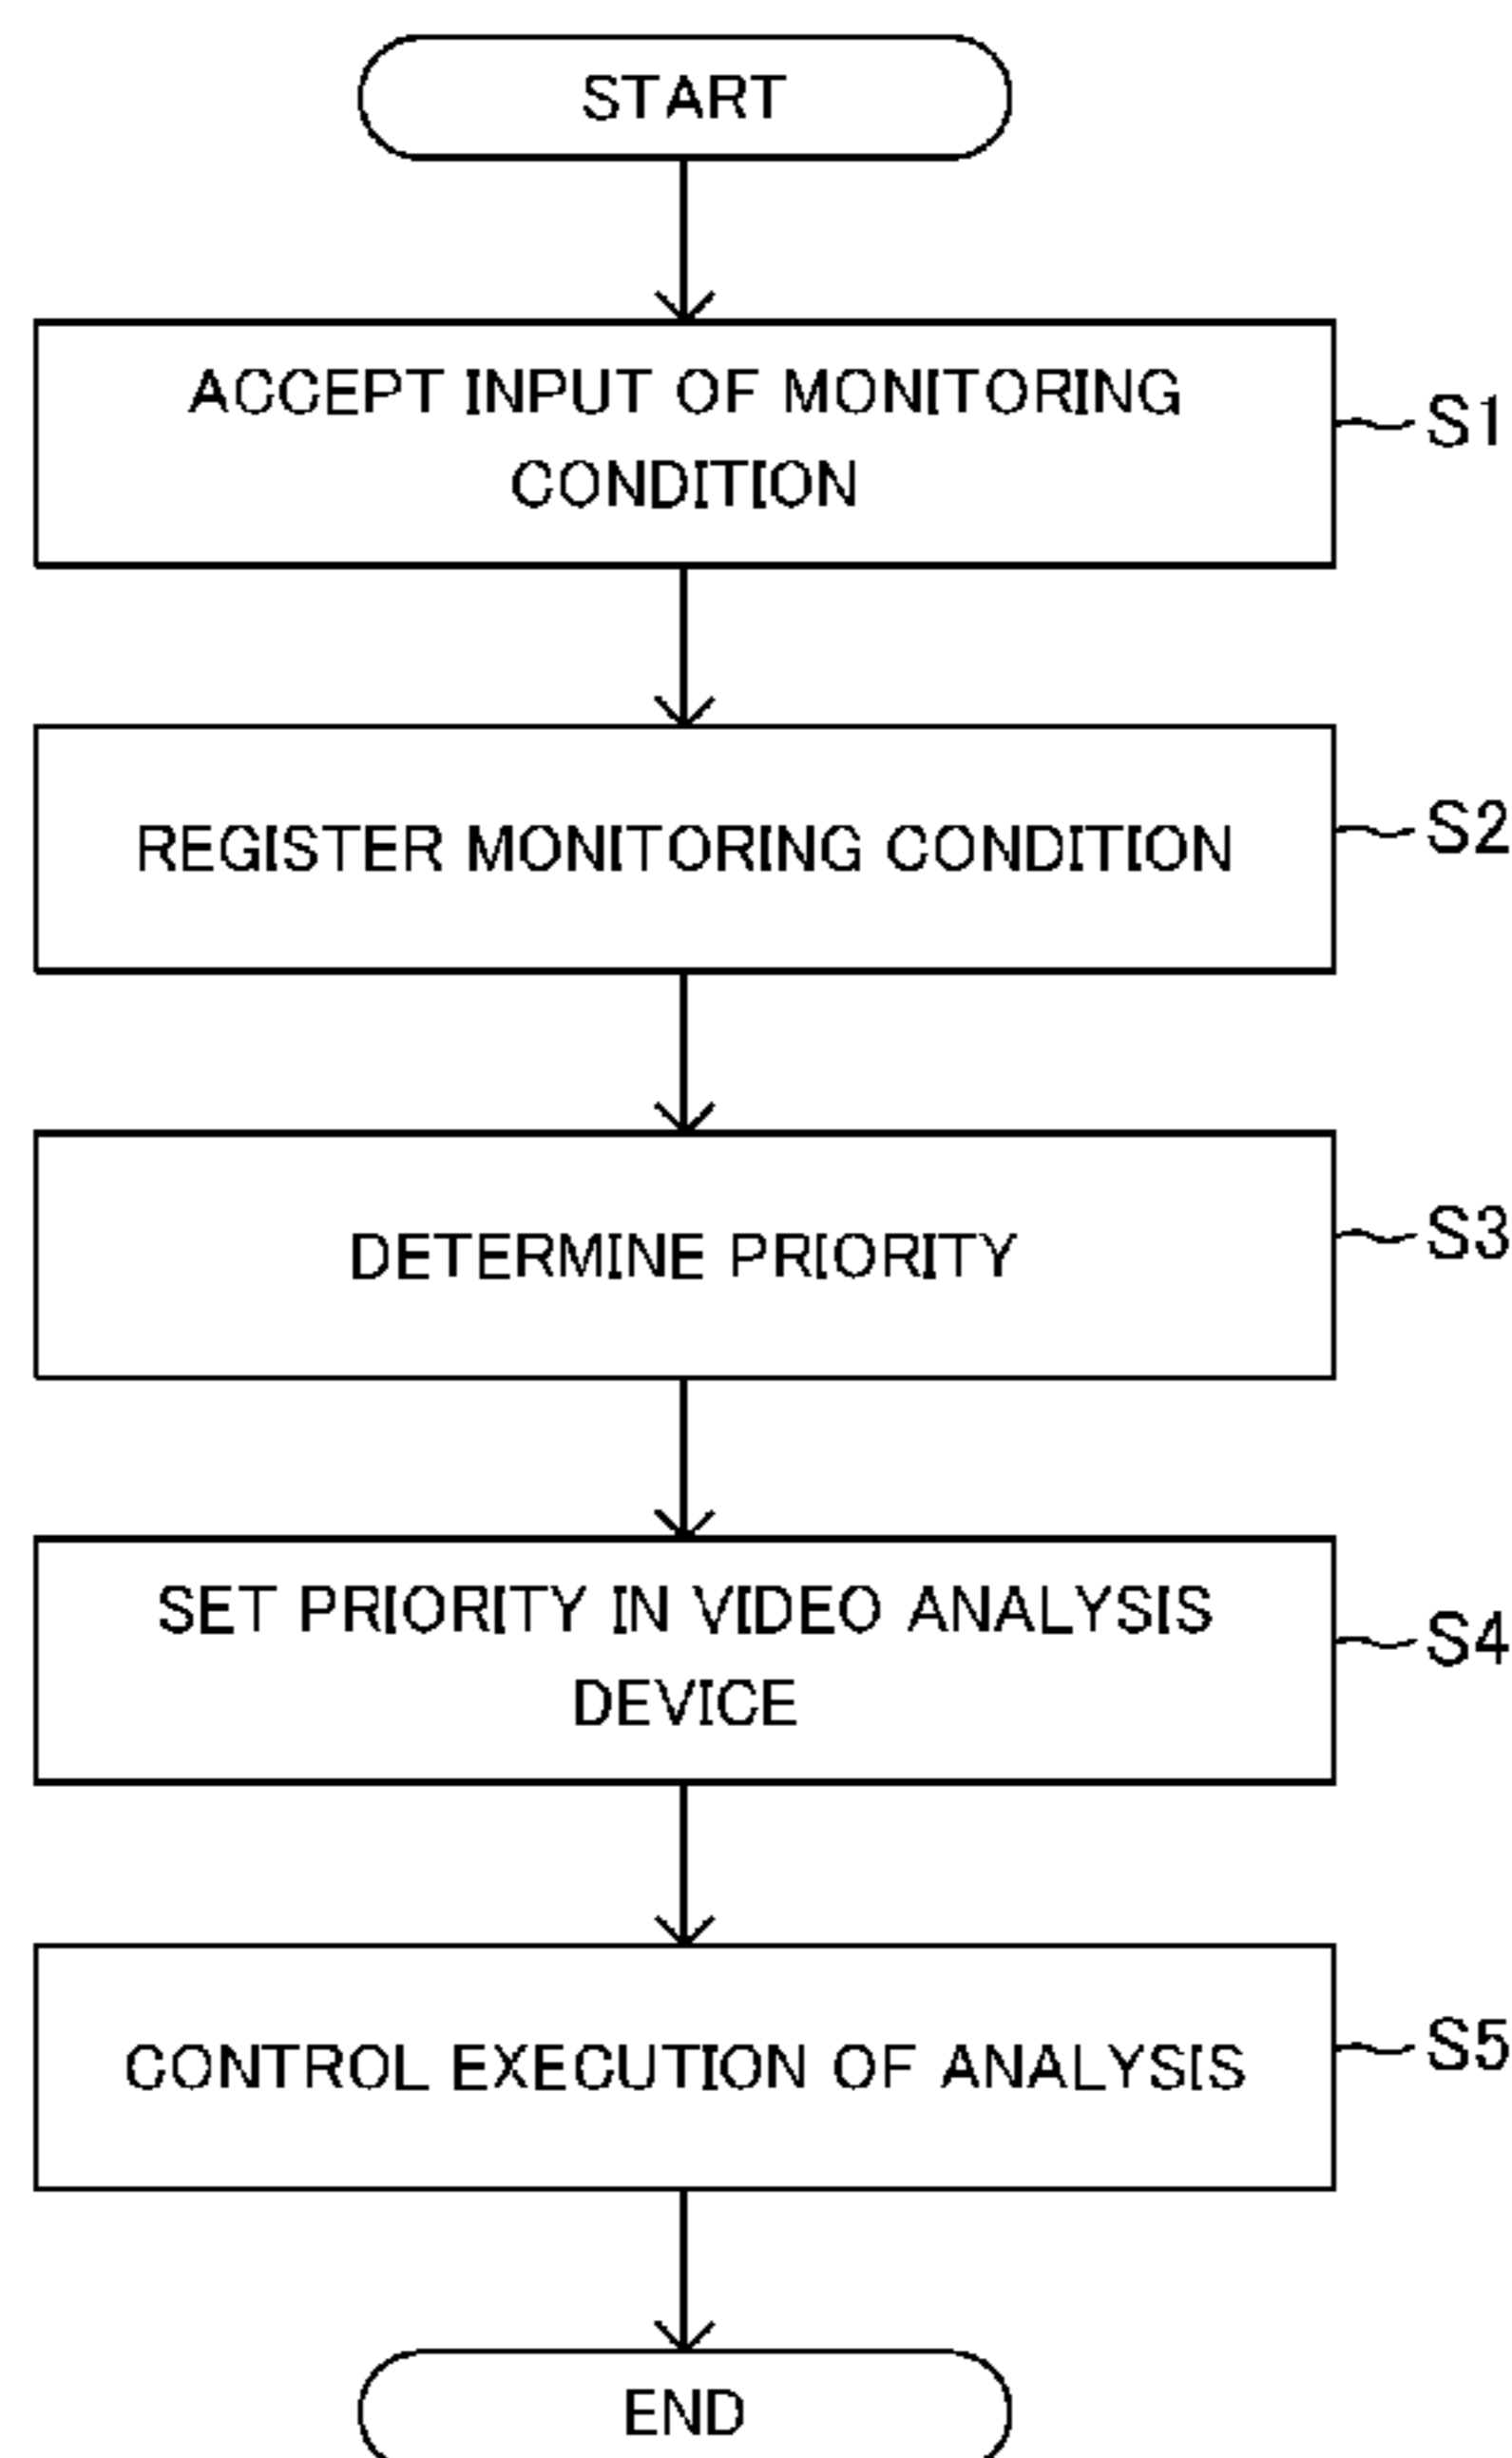 START
ACCEPT INPUT OF MONITORING
CONDITION
S1
REGISTER MONITORING CONDITION
S2
DETERMINE PRIORITY
S3
SET PRIORITY IN VIDEO ANALYSIS
DEVICE
S4
CONTROL EXECUTION OF ANALYSIS
S5
END